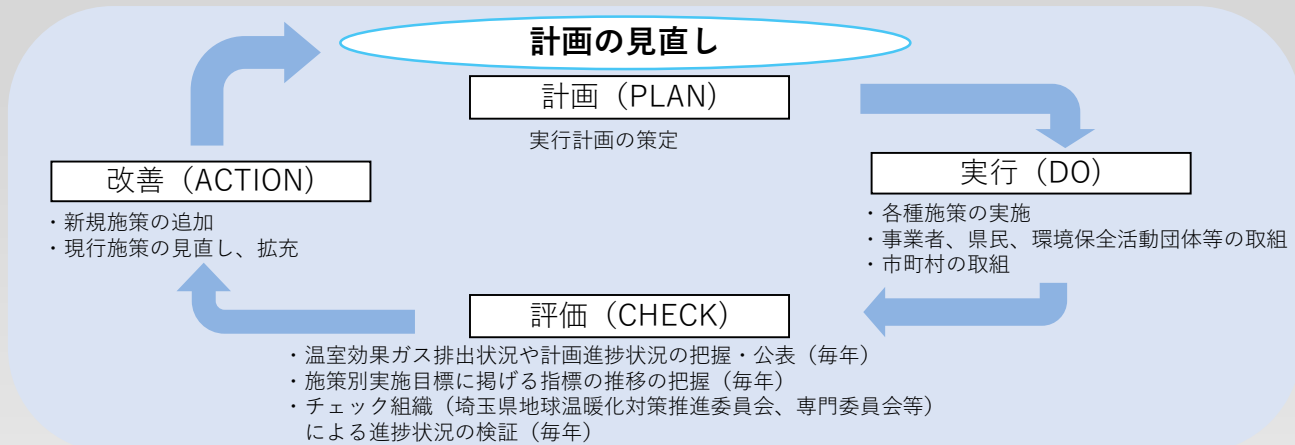 計画の見直し
計画（PLAN）
実行計画の策定
実行（DO）
・各種施策の実施
・事業者、県民、環境保全活動団体等の取組
・市町村の取組
評価（CHECK）
・温室効果ガス排出状況や計画進捗状況の把握・公表（毎年）
・施策別実施目標に掲げる指標の推移の把握（毎年）
・チェック組織（埼玉県地球温暖化対策推進委員会、専門委員会等）
による進捗状況の検証（毎年）
改善（ACTION）
・新規施策の追加
・現行施策の見直し、拡充